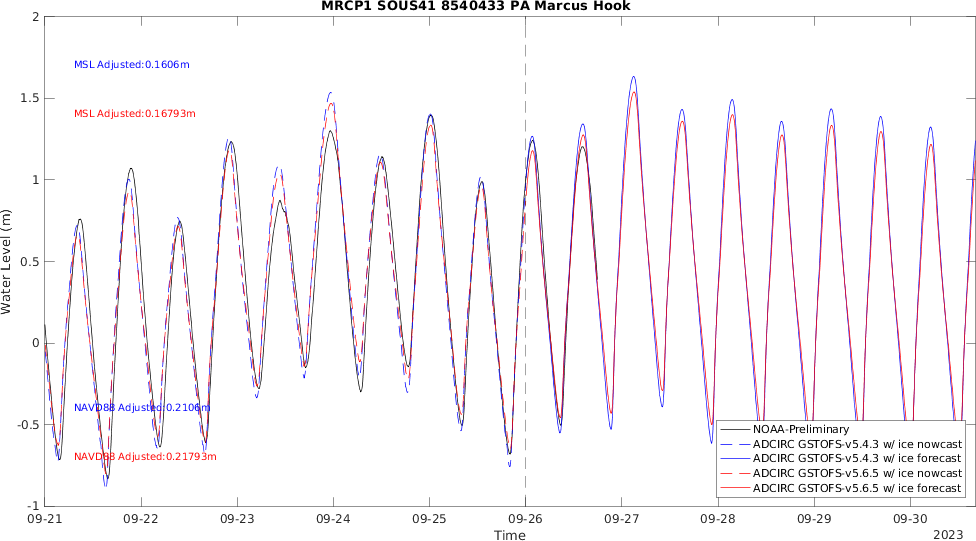 MRCP1 SOUS41 8540433 PA Marcus Hook
2
MSL Adjusted:0.1606m
1.5
MSL Adjusted:0.16793m
1
Water Level (m)
0.5
0
NAVD88 Adjusted:0.2106m
-0.5
NAVD88 Adjusted:0.21793m
NOAA-Preliminary
ADCIRC GSTOFS-v5.4.3 w/ ice nowcast
ADCIRC GSTOFS-v5.4.3 w/ ice forecast
ADCIRC GSTOFS-v5.6.5 w/ ice nowcast
ADCIRC GSTOFS-v5.6.5 w/ ice forecast
-1
09-21 09-22 09-23 09-24 09-25 09-26 09-27 09-28 09-29 09-30
Time
2023